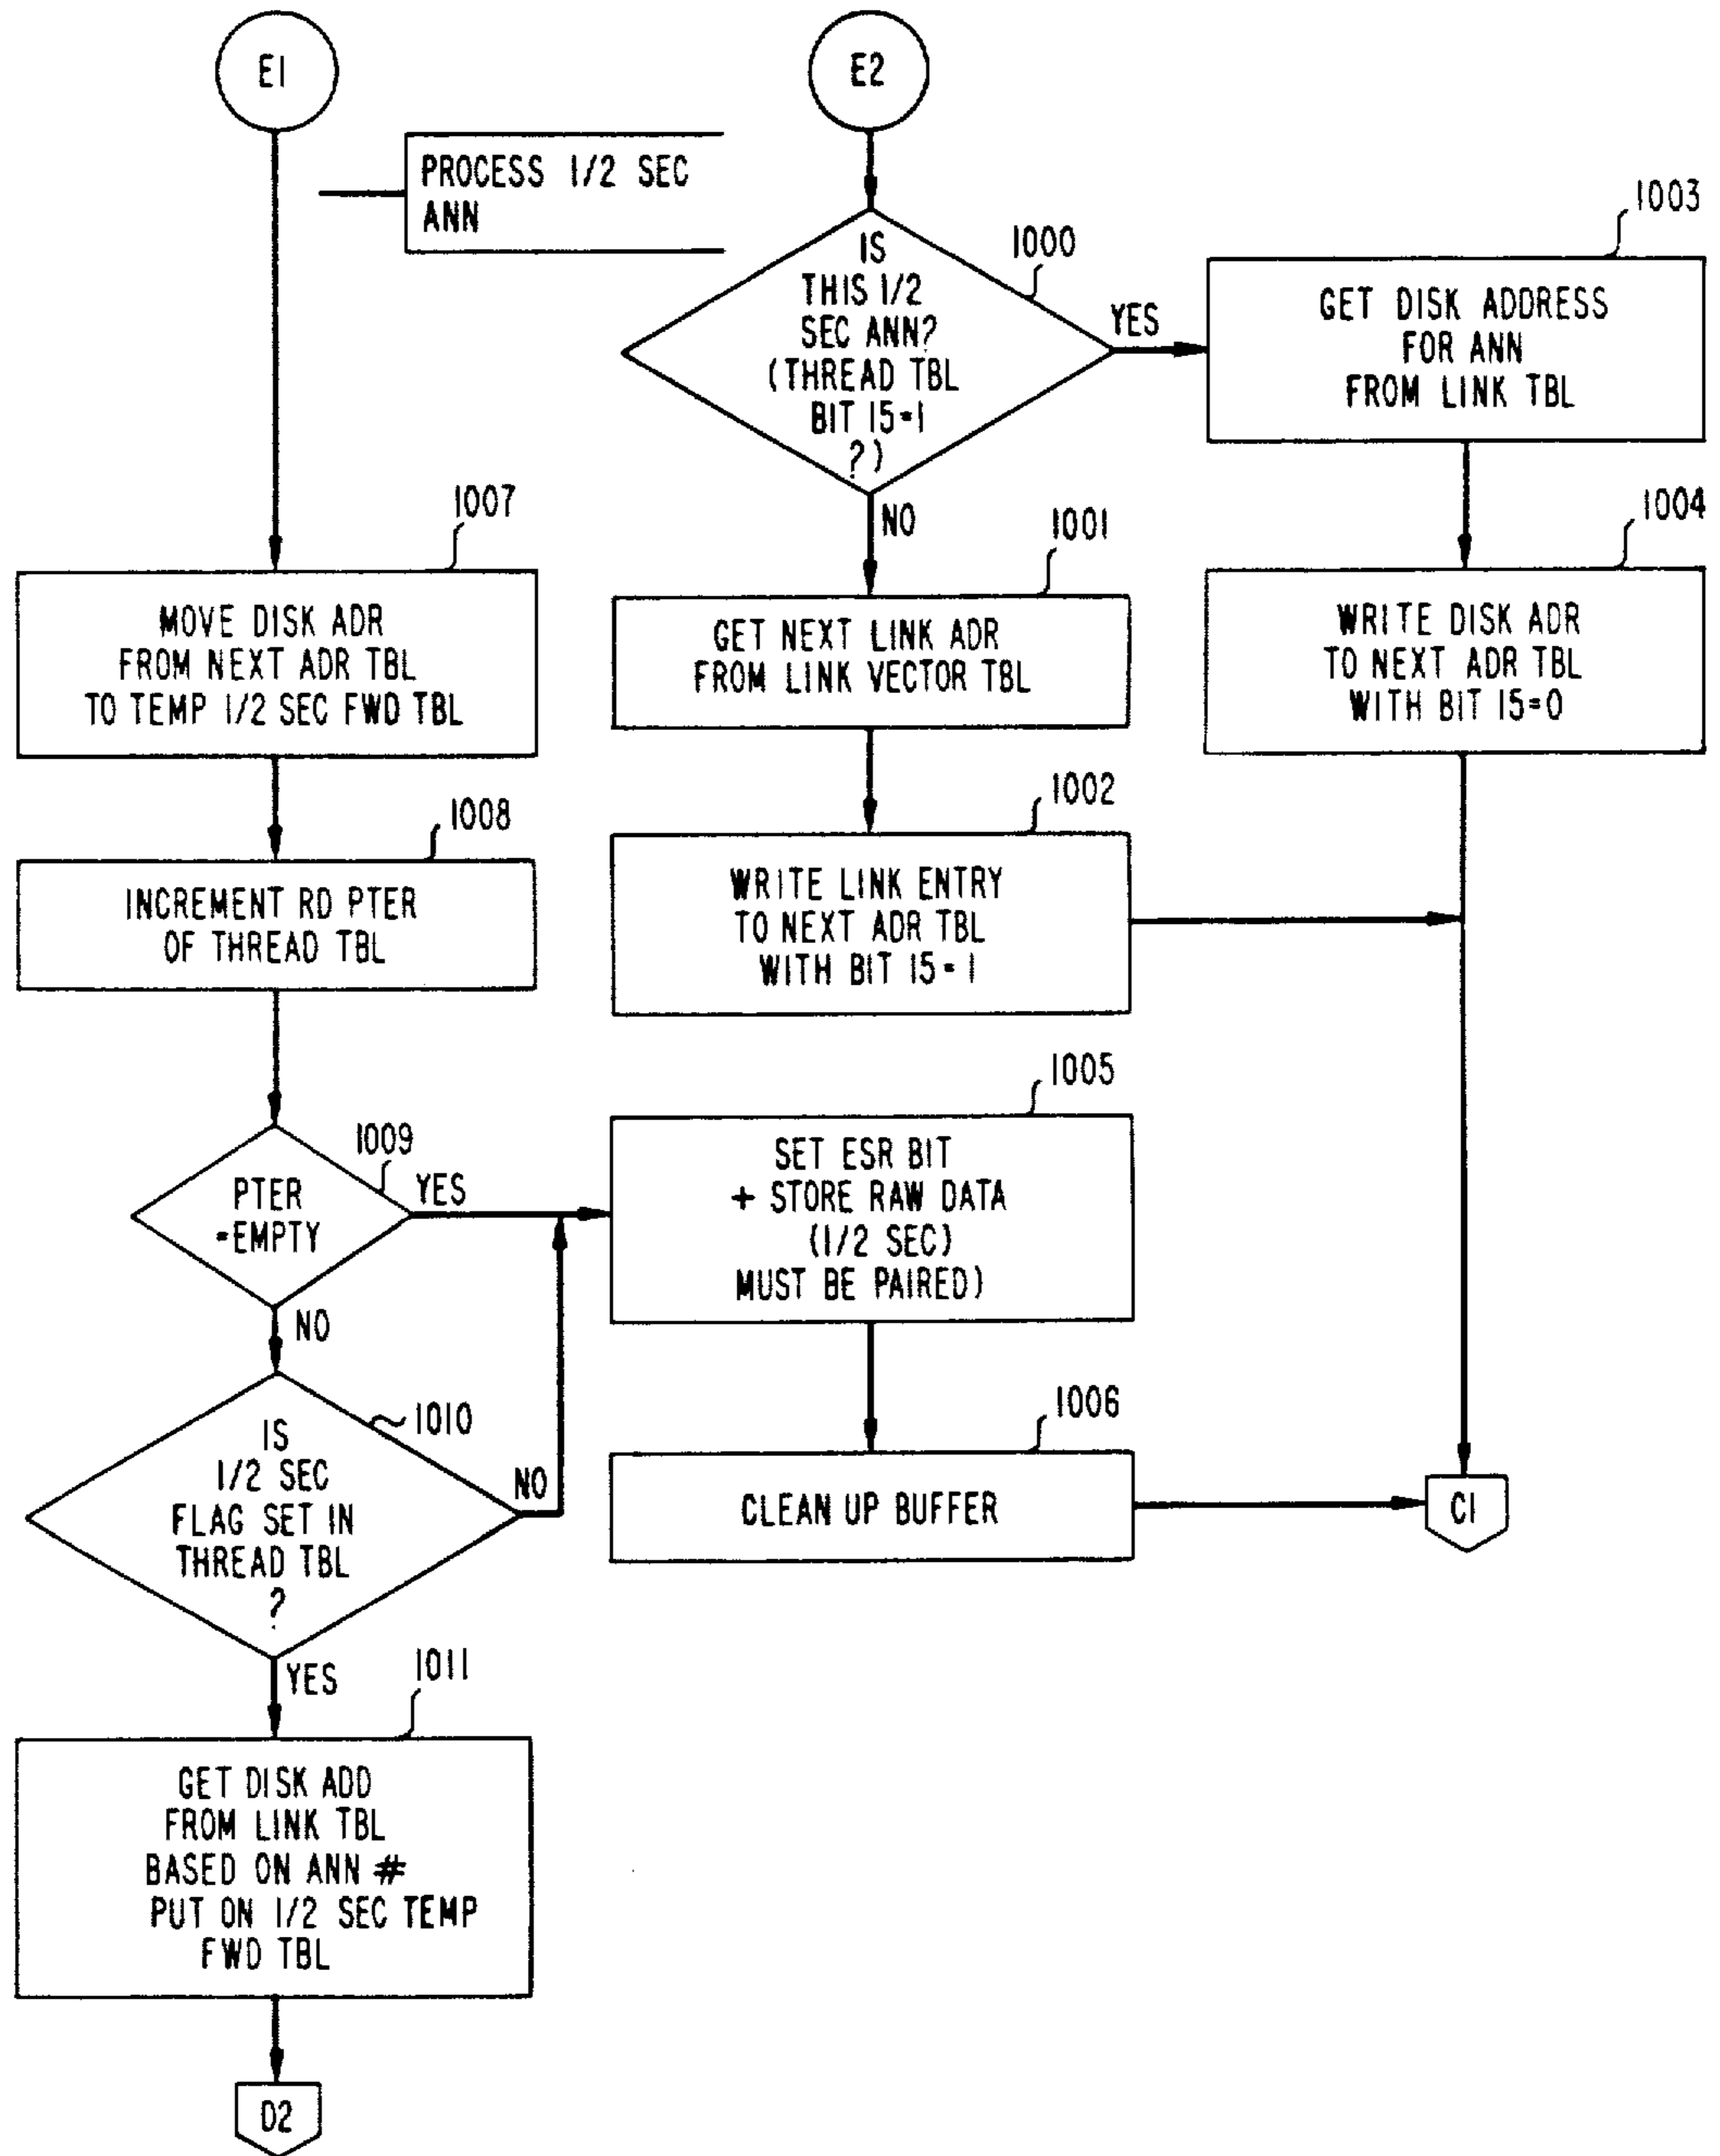 E1
PROCESS 1/2 SEC
ANN
1007
MOVE DISK ADR
FROM NEXT ADR TBL
TO TEMP 1/2 SEC FWD TBL
1008
INCREMENT RD PTER
OF THREAD TBL
1009
PTER
=EMPTY
YES
NO
1010
IS
1/2 SEC
FLAG SET IN
THREAD TBL
?
NO
YES
1011
GET DISK ADD
FROM LINK TBL
BASED ON ANN #
PUT ON 1/2 SEC TEMP
FWD TBL
D2
E2
1000
IS
THIS 1/2
SEC ANN?
(THREAD TBL
BIT 15=1
?)
YES
NO
1001
GET NEXT LINK ADR
FROM LINK VECTOR TBL
1002
WRITE LINK ENTRY
TO NEXT ADR TBL
WITH BIT 15=1
1005
SET ESR BIT
+ STORE RAW DATA
(1/2 SEC)
MUST BE PAIRED)
1006
CLEAN UP BUFFER
1003
GET DISK ADDRESS
FOR ANN
FROM LINK TBL
1004
WRITE DISK ADR
TO NEXT ADR TBL
WITH BIT 15=0
C1